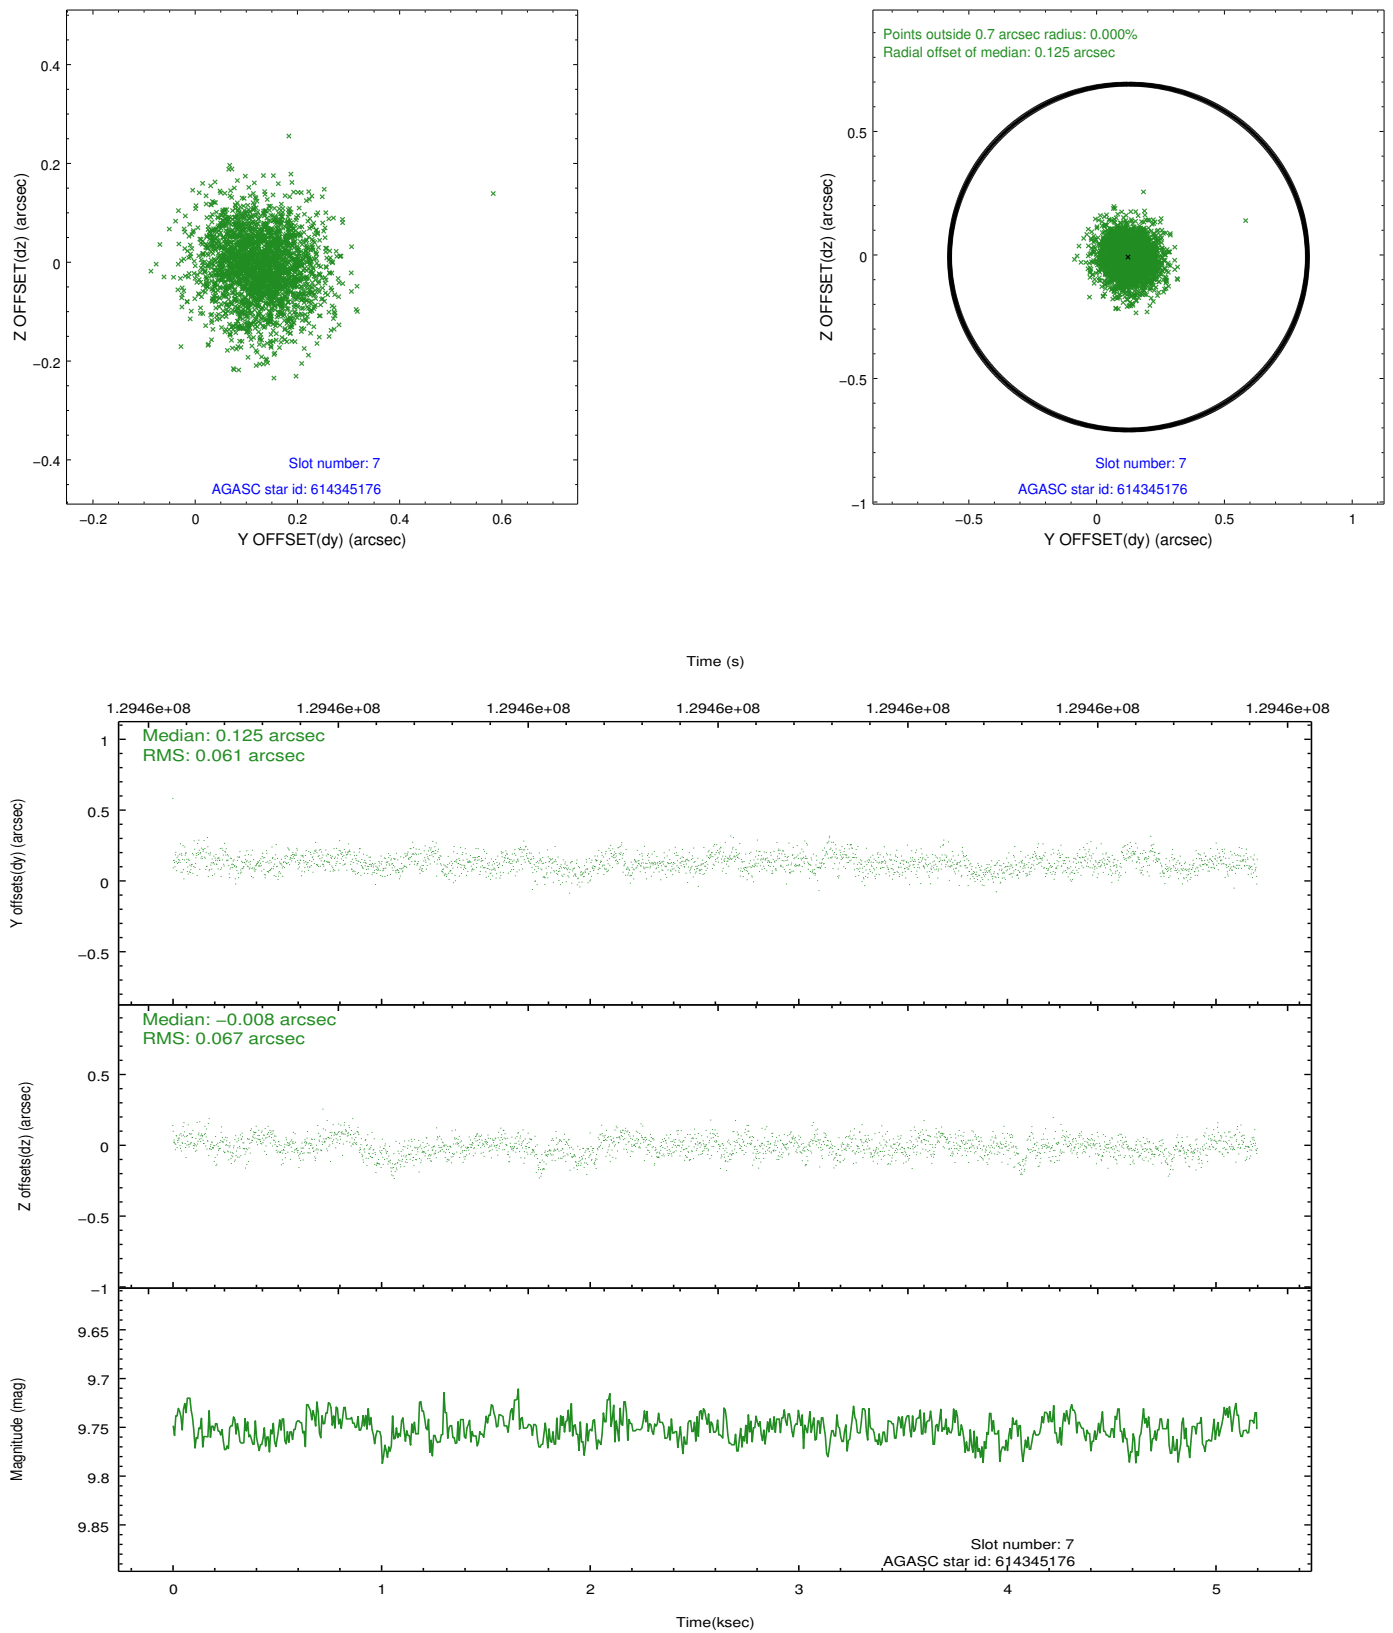 0.4
0.2
0
−0.2
−0.4
Z OFFSET(dz) (arcsec)
Slot number: 7
AGASC star id: 614345176
−0.2 0 0.2 0.4 0.6
Y OFFSET(dy) (arcsec)
Points outside 0.7 arcsec radius: 0.000%
Radial offset of median: 0.125 arcsec
0.5
0
−0.5
−1
Z OFFSET(dz) (arcsec)
Slot number: 7
AGASC star id: 614345176
−0.5 0 0.5 1
Y OFFSET(dy) (arcsec)
Time (s)
1.2946e+08 1.2946e+08 1.2946e+08 1.2946e+08 1.2946e+08 1.2946e+08 1.2946e+08
Median: 0.125 arcsec
RMS: 0.061 arcsec
1
0.5
0
−0.5
Y offsets(dy) (arcsec)
Median: −0.008 arcsec
RMS: 0.067 arcsec
0.5
0
−0.5
−1
Z offsets(dz) (arcsec)
9.65
9.7
9.75
9.8
9.85
Magnitude (mag)
Slot number: 7
AGASC star id: 614345176
0 1 2 3 4 5
Time(ksec)